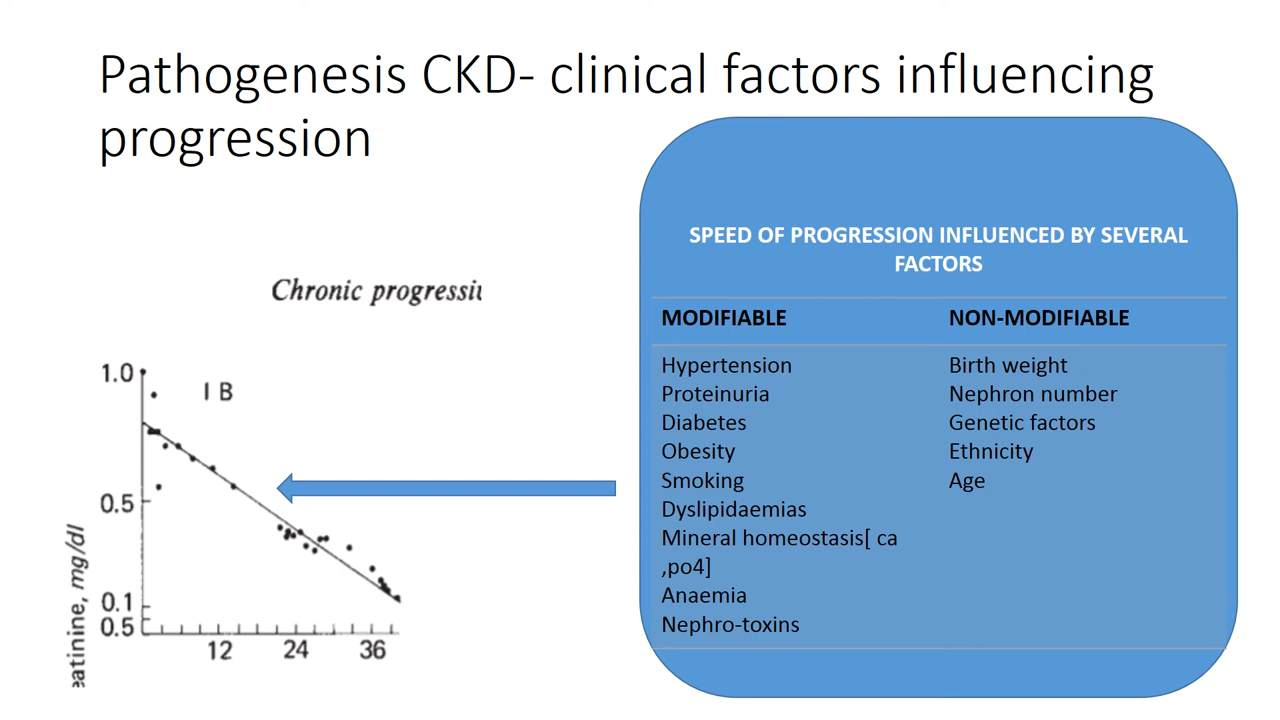 Pathogenesis CKD- clinical factors influencing
progression
Chronic
1.0
I B
0.5
0.1
0.5
12 24 36
mg/dl
SPEED OF PROGRESSION INFLUENCED BY SEVERAL
FACTORS
MODIFIABLE NON-MODIFIABLE
Hypertension Birth weight
Proteinuria Nephron number
Diabetes Genetic factors
Obesity Ethnicity
Smoking Age
Dyslipidaemias
Mineral homeostasis[ ca
,po4]
Anaemia
Nephro-toxins